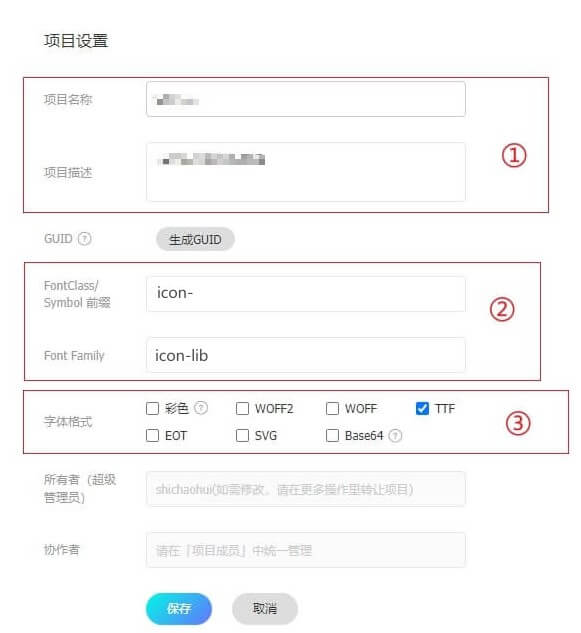 项目设置
项目名称
项目描述
①
GUID ?
生成GUID
FontClass/
Symbol 前缀
icon-
②
Font Family
icon-lib
字体格式
彩色 ? WOFF2 WOFF TTF
EOT SVG Base64 ?
③
所有者（超级
管理员）
shichaohui(如需修改，请在更多操作里转让项目)
协作者
请在「项目成员」中统一管理
保存 取消